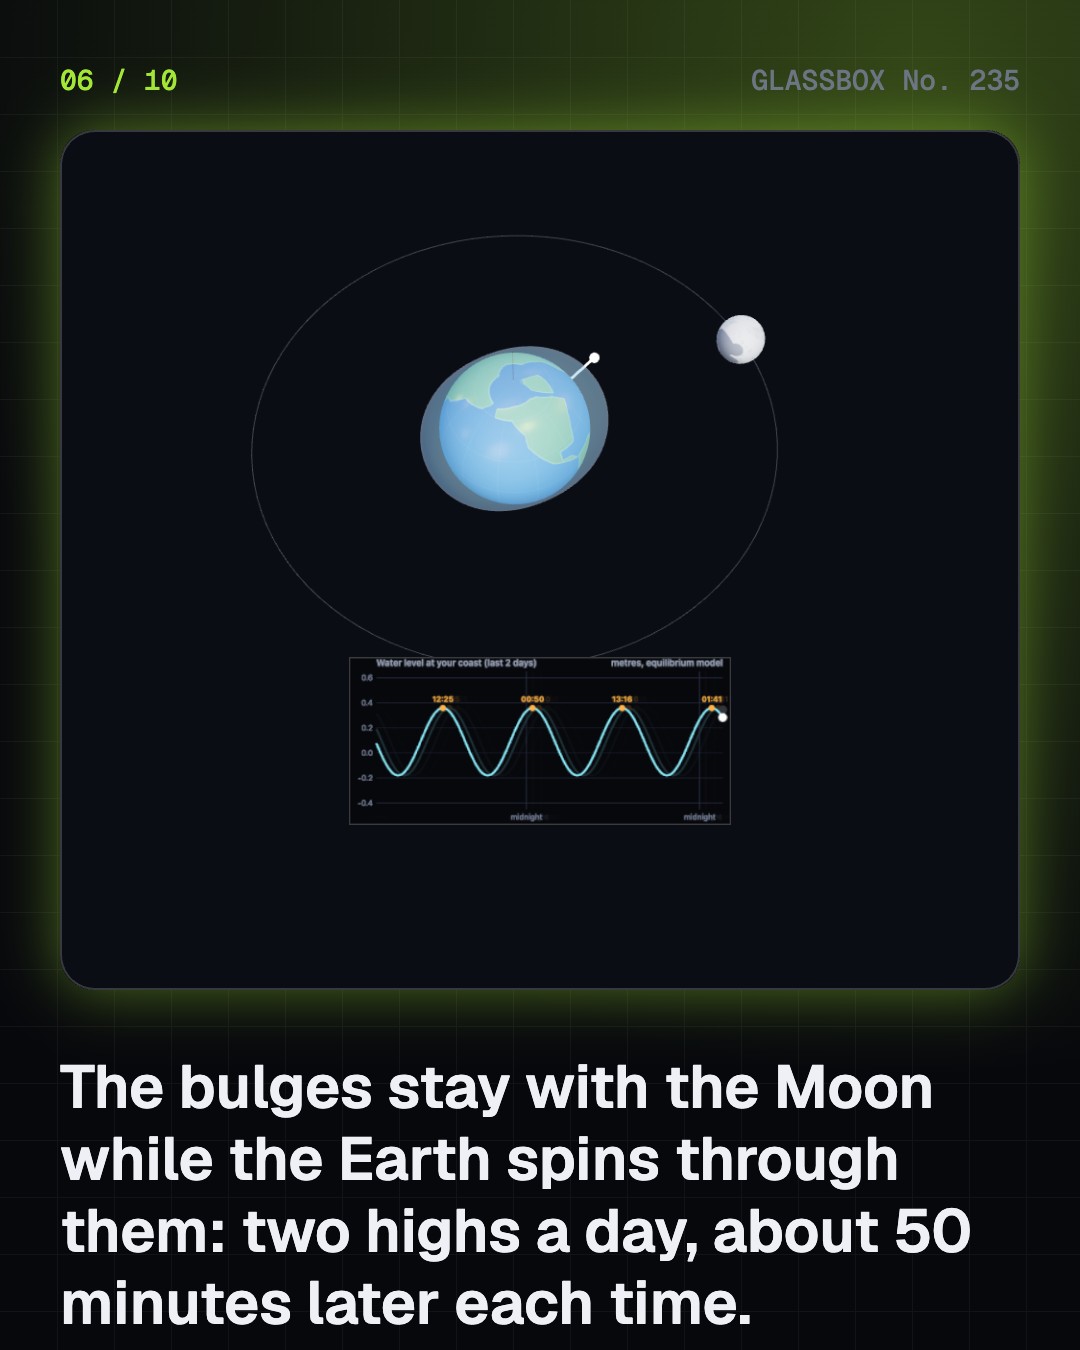 06 / 10
GLASSBOX No. 235
Water level at your coast (last 2 days)
metres, equilibrium model
0.6
0.4
0.2
0.0
-0.2
-0.4
12:25
00:50
13:16
01:41
midnight
midnight
The bulges stay with the Moon
while the Earth spins through
them: two highs a day, about 50
minutes later each time.